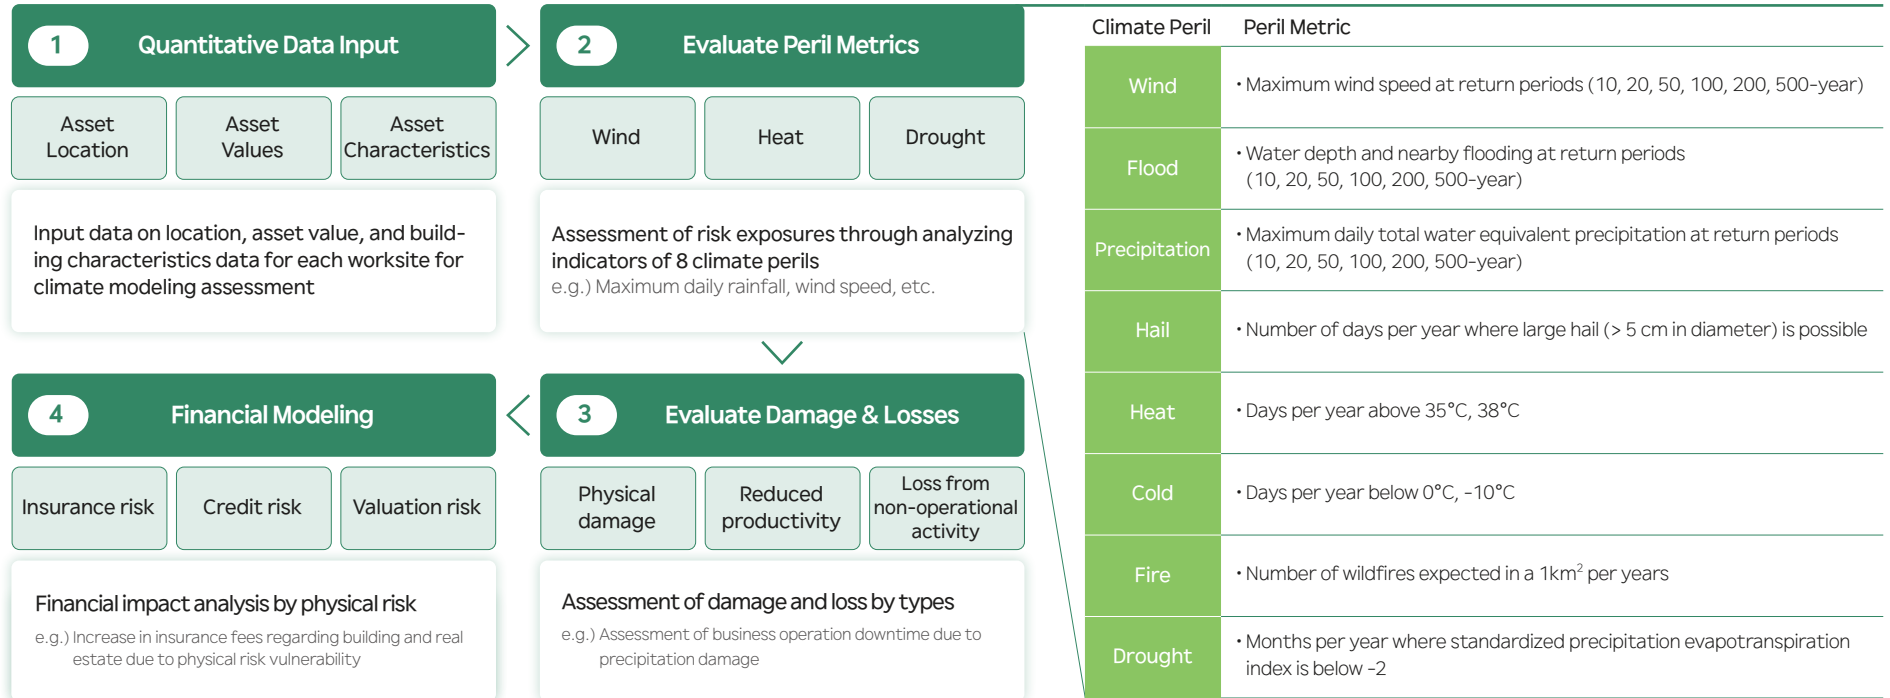 1
Quantitative Data Input
Asset
Location
Asset
Values
Asset
Characteristics
Input data on location, asset value, and build-
ing characteristics data for each worksite for
climate modeling assessment
2
Evaluate Peril Metrics
Wind
Heat
Drought
Assessment of risk exposures through analyzing
indicators of 8 climate perils
e.g.) Maximum daily rainfall, wind speed, etc.
3
Evaluate Damage & Losses
Physical
damage
Reduced
productivity
Loss from
non-operational
activity
Assessment of damage and loss by types
e.g.) Assessment of business operation downtime due to
precipitation damage
4
Financial Modeling
Insurance risk
Credit risk
Valuation risk
Financial impact analysis by physical risk
e.g.) Increase in insurance fees regarding building and real
estate due to physical risk vulnerability
Climate Peril
Peril Metric
Wind
• Maximum wind speed at return periods (10, 20, 50, 100, 200, 500-year)
Flood
• Water depth and nearby flooding at return periods
(10, 20, 50, 100, 200, 500-year)
Precipitation
• Maximum daily total water equivalent precipitation at return periods
(10, 20, 50, 100, 200, 500-year)
Hail
• Number of days per year where large hail (> 5 cm in diameter) is possible
Heat
• Days per year above 35°C, 38°C
Cold
• Days per year below 0°C, -10°C
Fire
• Number of wildfires expected in a 1km² per years
Drought
• Months per year where standardized precipitation evapotranspiration
index is below -2